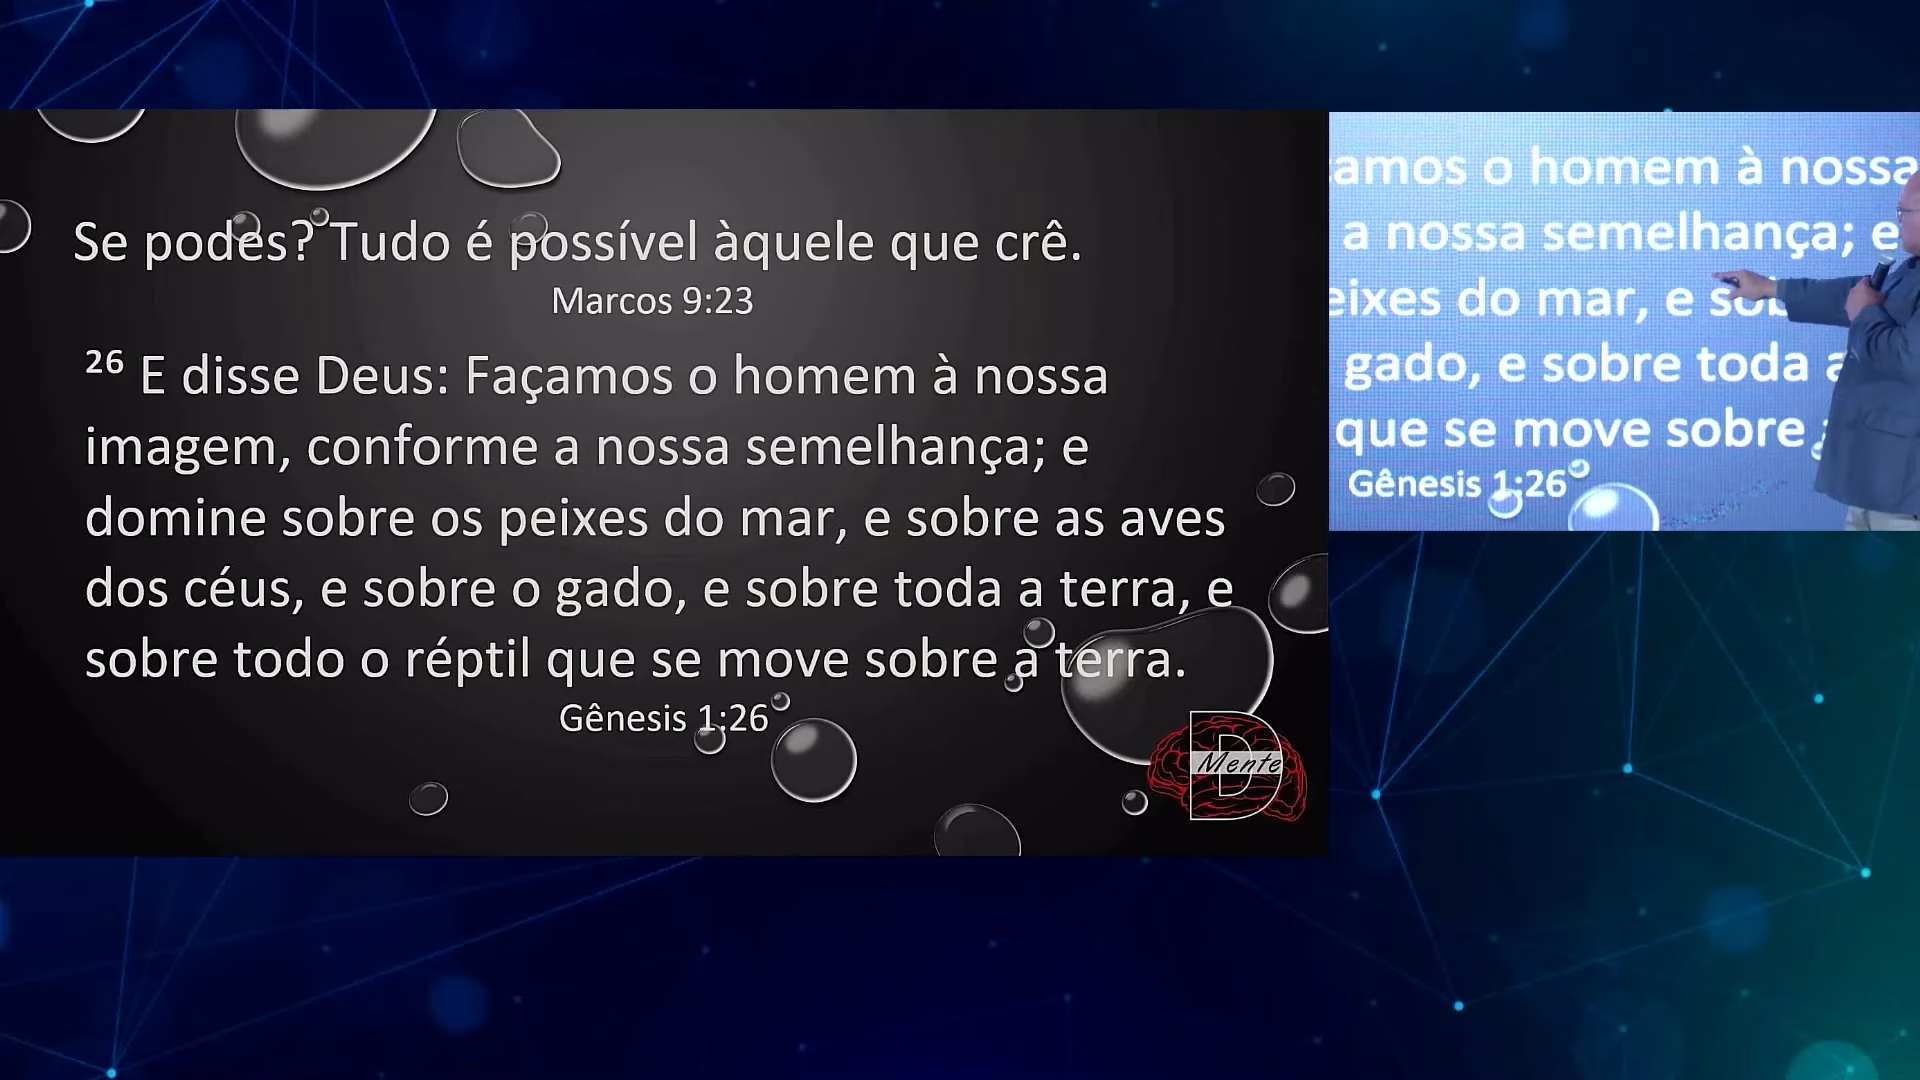 Se podes? Tudo é possível àquele que crê.
Marcos 9:23
26 E disse Deus: Façamos o homem à nossa
imagem, conforme a nossa semelhança; e
domine sobre os peixes do mar, e sobre as aves
dos céus, e sobre o gado, e sobre toda a terra, e
sobre todo o réptil que se move sobre a terra.
Gênesis 1:26
D
Mente
amos o homem à nossa
a nossa semelhança; e
eixes do mar, e sob
gado, e sobre toda a
que se move sobre
Gênesis 1:26